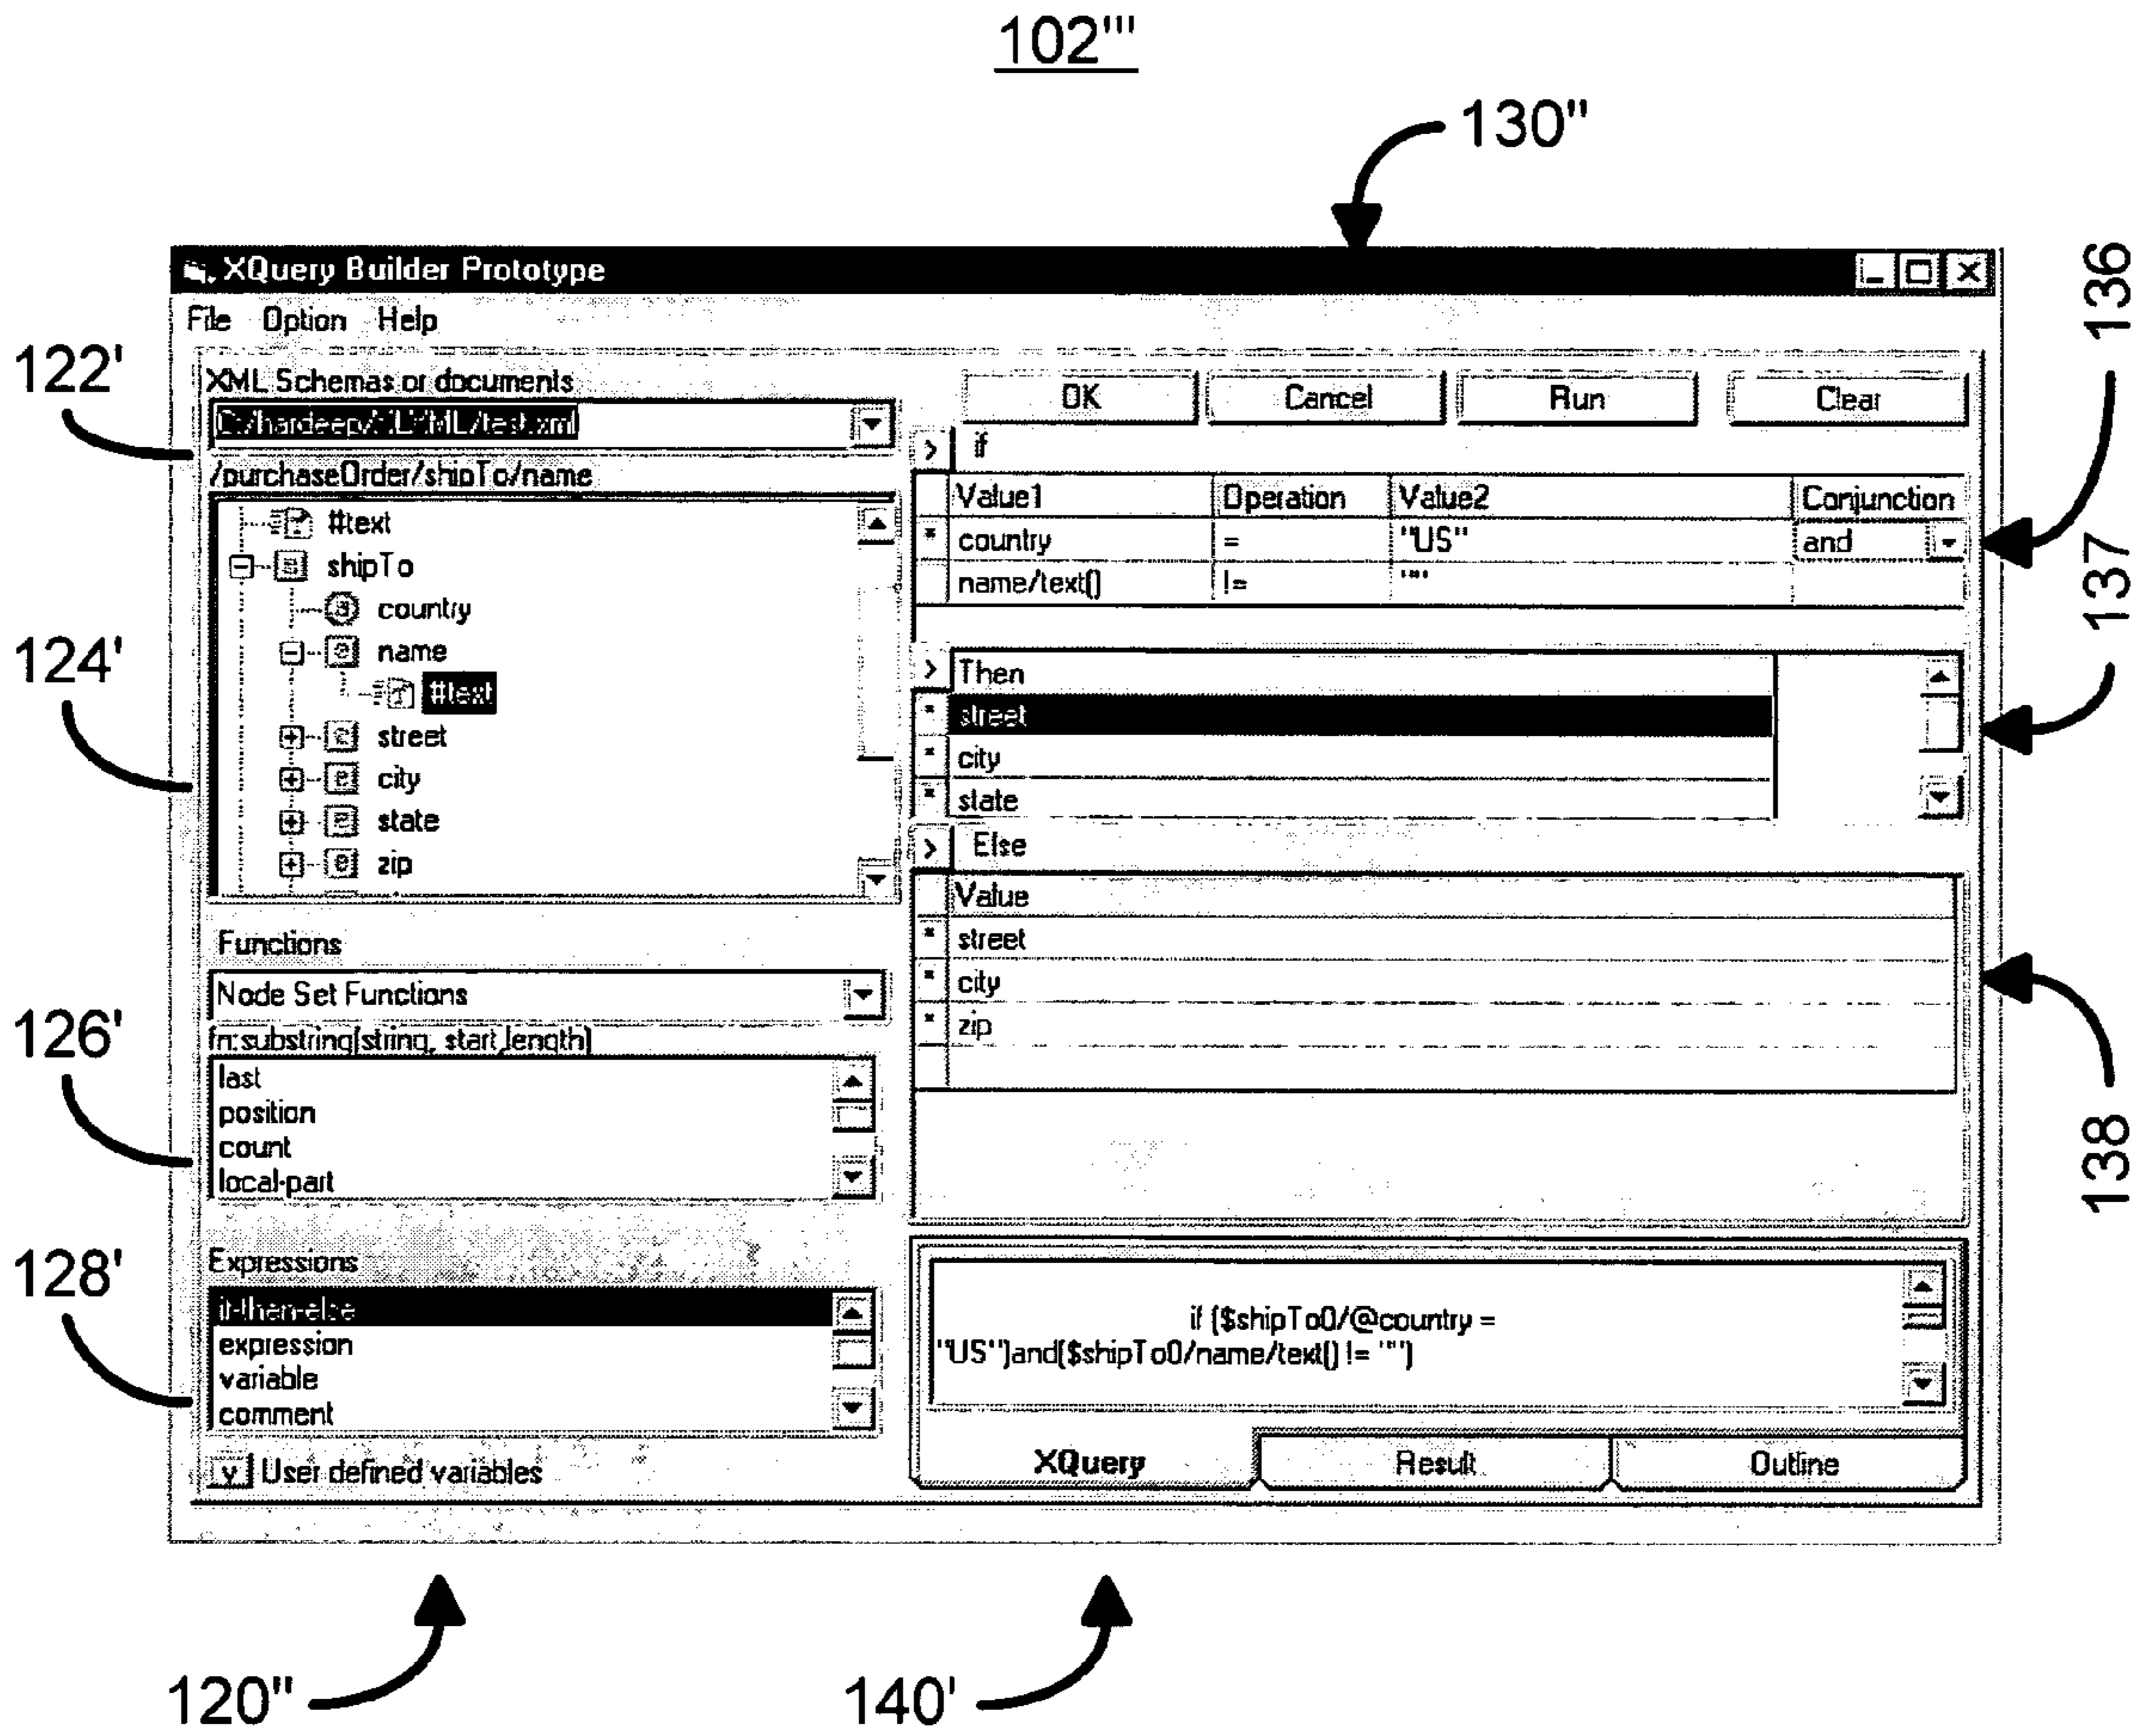 102'''
130''
XQuery Builder Prototype
File Option Help
136
122'
XML Schemas or documents
OK Cancel Run Clear
> if
/purchaseOrder/shipTo/name
Value1 Operation Value2 Conjunction
#text
* country = "US" and
shipTo
name/text() != ""
country
137
124'
name
> Then
#text
* street
street
* city
city
* state
state
> Else
zip
Value
Functions
* street
Node Set Functions
* city
138
126'
fn:substring(string, start,length)
* zip
last
position
count
local-part
128'
Expressions
if-then-else
if ($shipTo0/@country =
expression
"US")and($shipTo0/name/text() != "")
variable
comment
XQuery Result Outline
v User defined variables
120''
140'